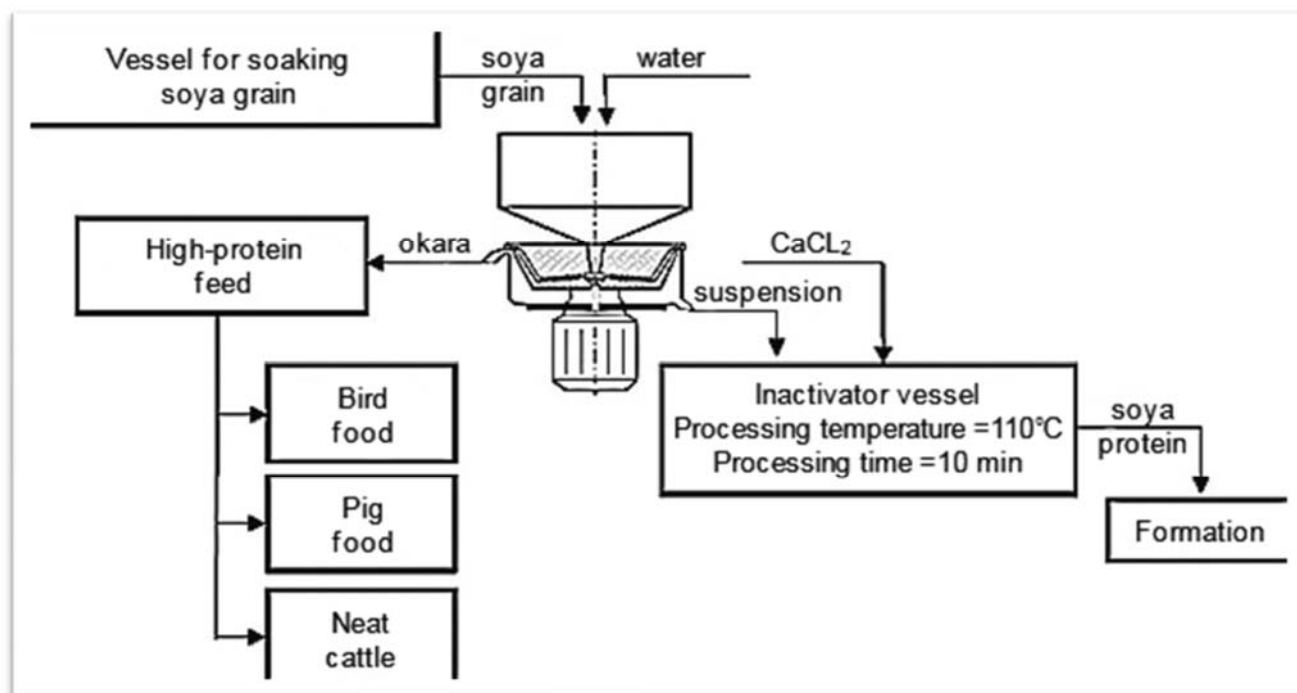 Vessel for soaking
soya grain
soya
grain
water
okara
High-protein
feed
CaCL₂
suspension
Bird
food
Pig
food
Neat
cattle
Inactivator vessel
Processing temperature =110°C
Processing time =10 min
soya
protein
Formation